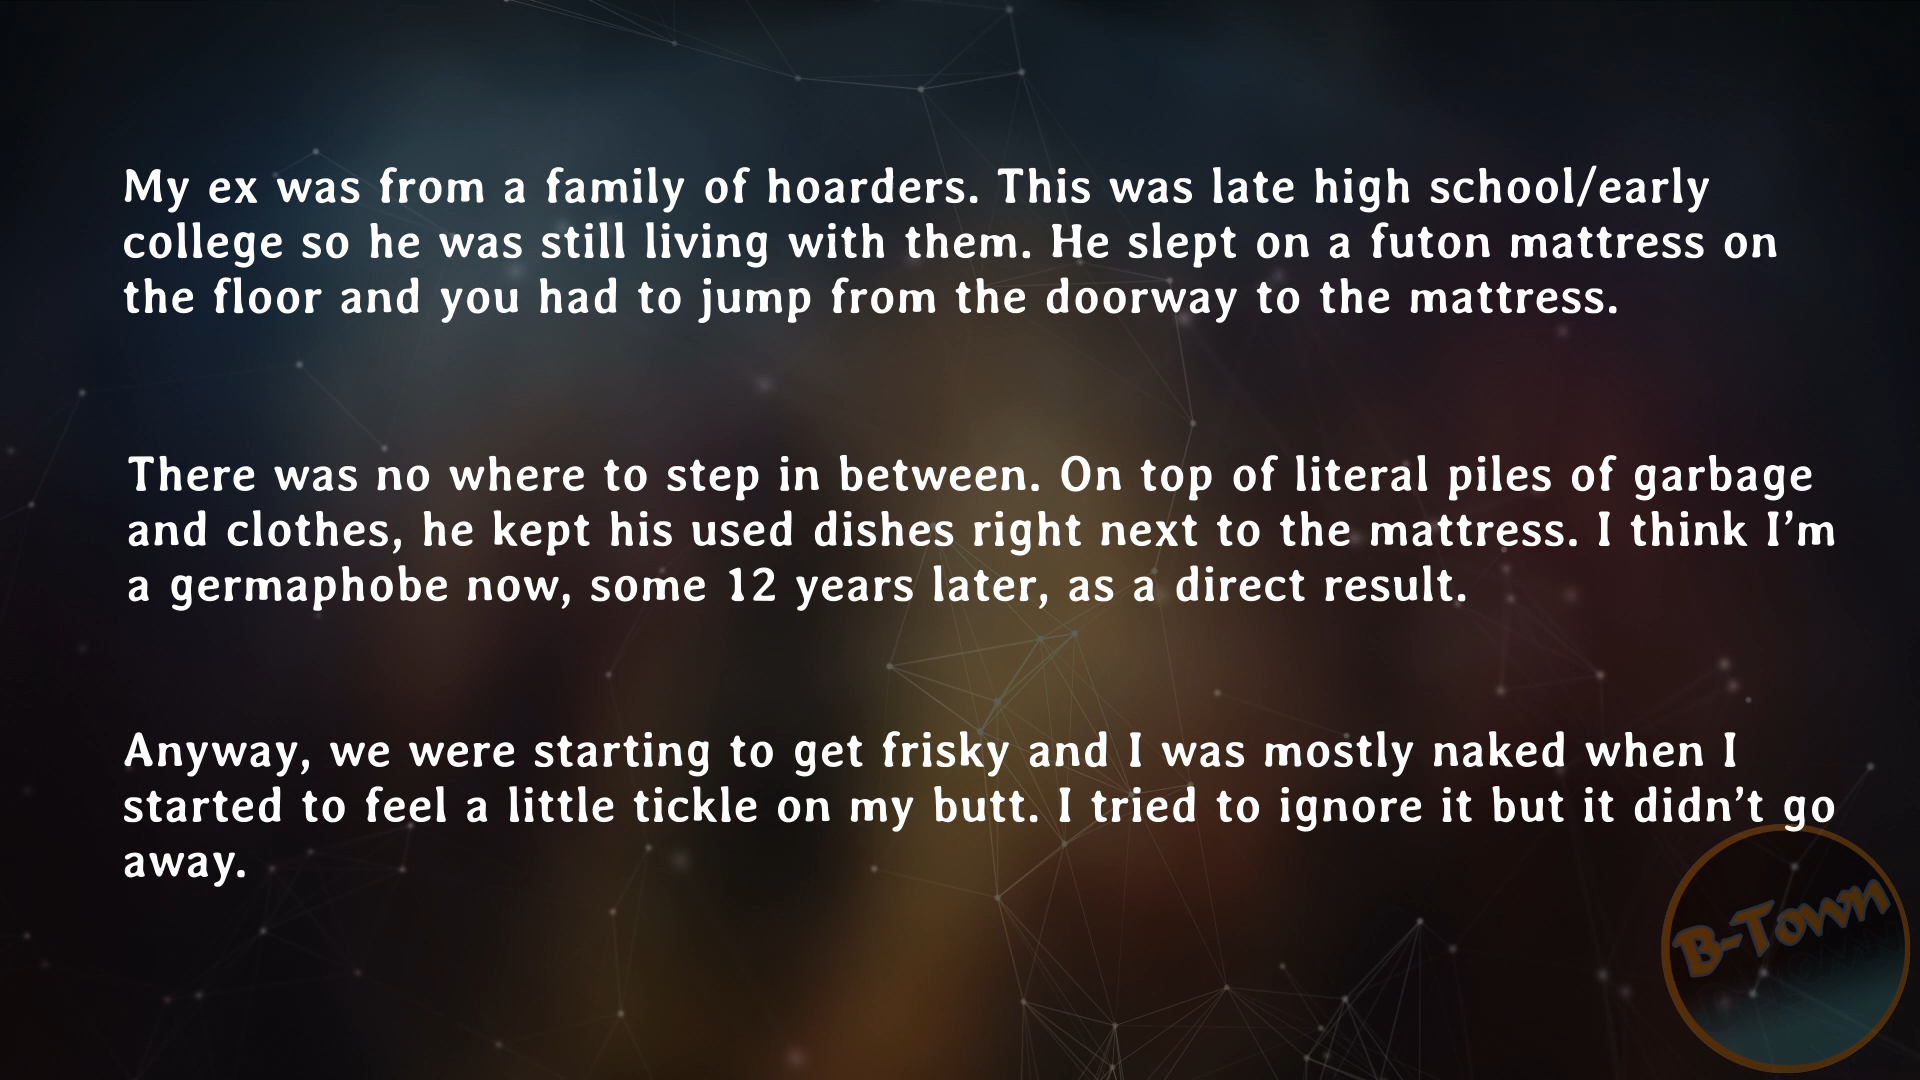 My ex was from a family of hoarders. This was late high school/early
college so he was still living with them. He slept on a futon mattress on
the floor and you had to jump from the doorway to the mattress.
There was no where to step in between. On top of literal piles of garbage
and clothes, he kept his used dishes right next to the mattress. I think I'm
a germaphobe now, some 12 years later, as a direct result.
Anyway, we were starting to get frisky and I was mostly naked when I
started to feel a little tickle on my butt. I tried to ignore it but it didn't go
away.
B-Town